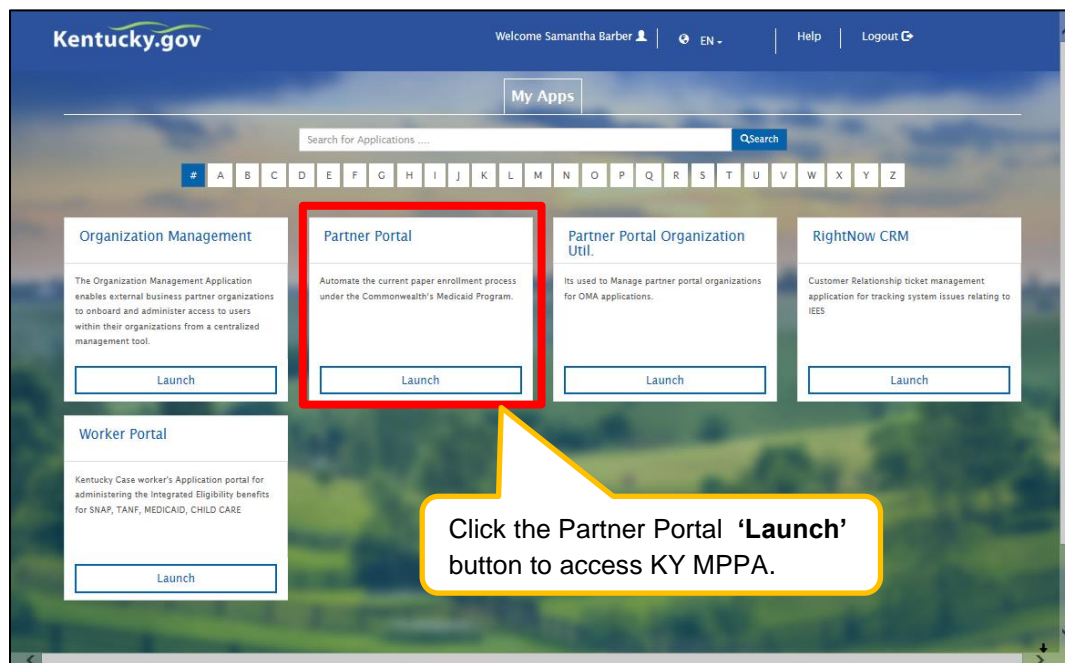 Kentucky.gov
Welcome Samantha Barber
EN
Help
Logout
My Apps
Search for Applications ....
Search
# A B C D E F G H I J K L M N O P Q R S T U V W X Y Z
Organization Management
The Organization Management Application
enables external business partner organizations
to onboard and administer access to users
within their organizations from a centralized
management tool.
Launch
Partner Portal
Automate the current paper enrollment process
under the Commonwealth's Medicaid Program.
Launch
Partner Portal Organization
Util.
Its used to Manage partner portal organizations
for OMA applications.
Launch
RightNow CRM
Customer Relationship ticket management
application for tracking system issues relating to
IEES
Launch
Worker Portal
Kentucky Case worker's Application portal for
administering the Integrated Eligibility benefits
for SNAP, TANF, MEDICAID, CHILD CARE
Launch
Click the Partner Portal ‘Launch’
button to access KY MPPA.